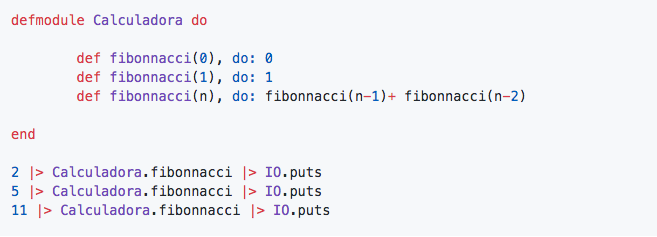 defmodule Calculadora do
def fibonnacci(0), do: 0
def fibonnacci(1), do: 1
def fibonnacci(n), do: fibonnacci(n-1)+ fibonnacci(n-2)
end
2 |> Calculadora.fibonnacci |> IO.puts
5 |> Calculadora.fibonnacci |> IO.puts
11 |> Calculadora.fibonnacci |> IO.puts